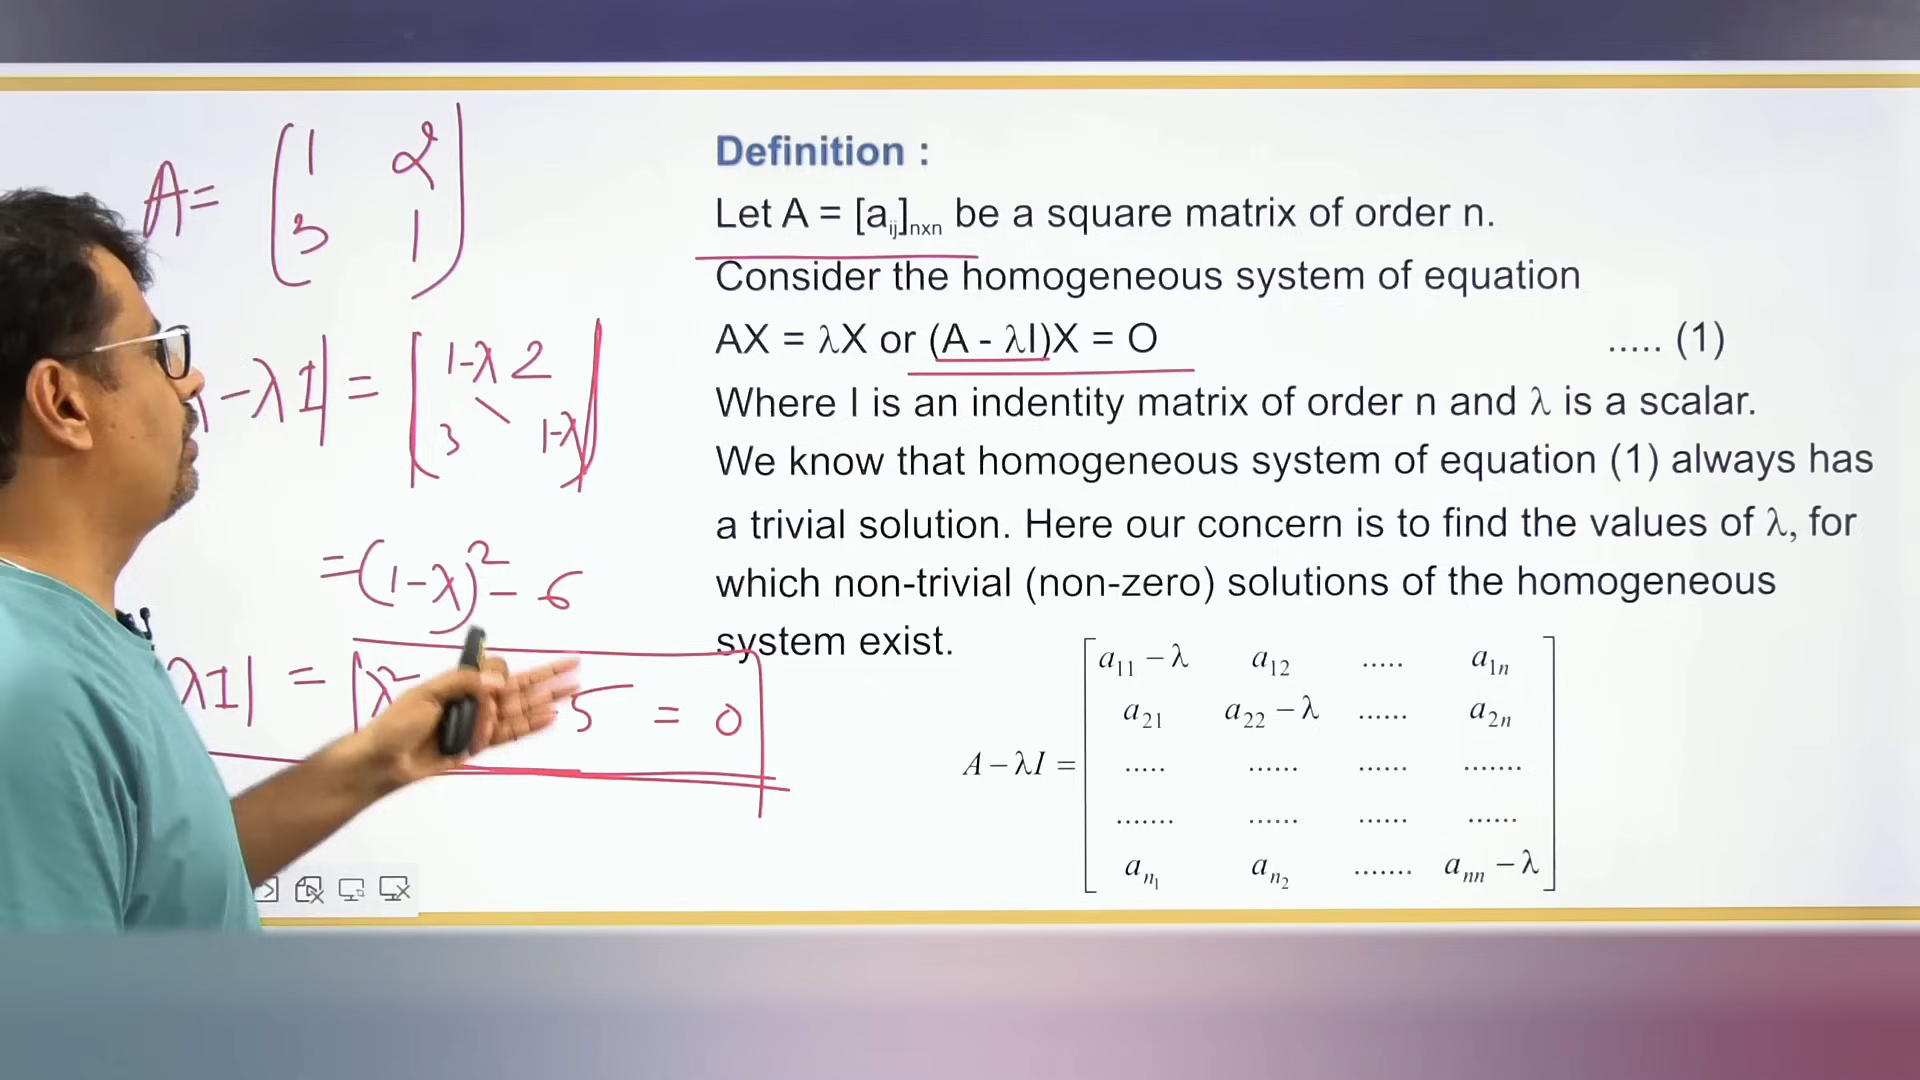 A = ( 1 2
3 1 )
- λI| = | 1-λ 2
3 1-λ |
= (1-λ)² - 6
λI| = |λ² 5 = 0
Definition :
Let A = [aᵢⱼ]ₙₓₙ be a square matrix of order n.
Consider the homogeneous system of equation
AX = λX or (A - λI)X = O ..... (1)
Where I is an indentity matrix of order n and λ is a scalar.
We know that homogeneous system of equation (1) always has
a trivial solution. Here our concern is to find the values of λ, for
which non-trivial (non-zero) solutions of the homogeneous
system exist.
a₁₁ − λ a₁₂ ..... a₁ₙ
a₂₁ a₂₂ − λ ...... a₂ₙ
A − λI = ..... ...... ...... .......
....... ...... ...... ......
aₙ₁ aₙ₂ ....... aₙₙ − λ